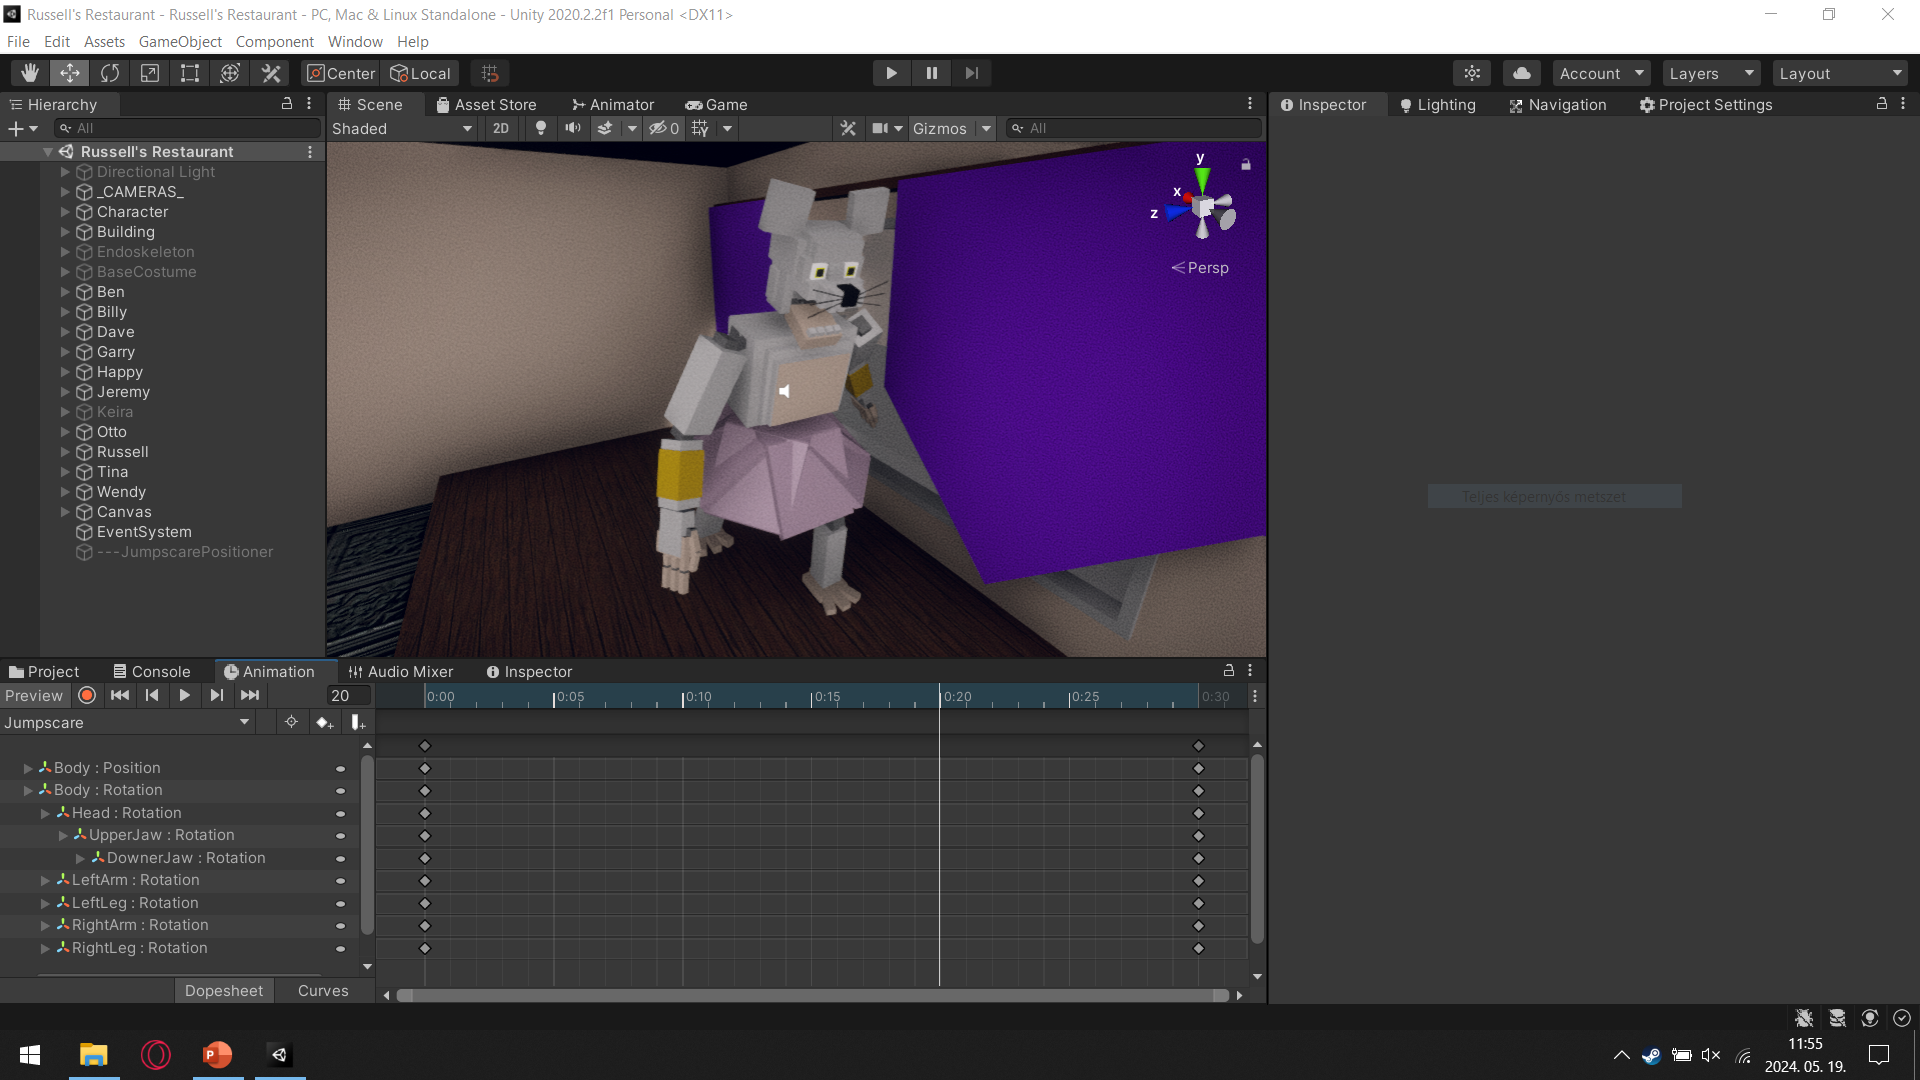 Russell's Restaurant - Russell's Restaurant - PC, Mac & Linux Standalone - Unity 2020.2.2f1 Personal <DX11>
File Edit Assets GameObject Component Window Help
Center Local Account Layers Layout
Hierarchy
All
Russell's Restaurant
Directional Light
_CAMERAS_
Character
Building
Endoskeleton
BaseCostume
Ben
Billy
Dave
Garry
Happy
Jeremy
Keira
Otto
Russell
Tina
Wendy
Canvas
EventSystem
---JumpscarePositioner
Scene Asset Store Animator Game
Shaded 2D 0 Gizmos All
y
x
z
Persp
Inspector Lighting Navigation Project Settings
Teljes képernyős metszet
Project Console Animation Audio Mixer Inspector
Preview 20 0:00 0:05 0:10 0:15 0:20 0:25 0:30
Jumpscare
Body : Position
Body : Rotation
Head : Rotation
UpperJaw : Rotation
DownerJaw : Rotation
LeftArm : Rotation
LeftLeg : Rotation
RightArm : Rotation
RightLeg : Rotation
Dopesheet Curves
P
11:55
2024. 05. 19.